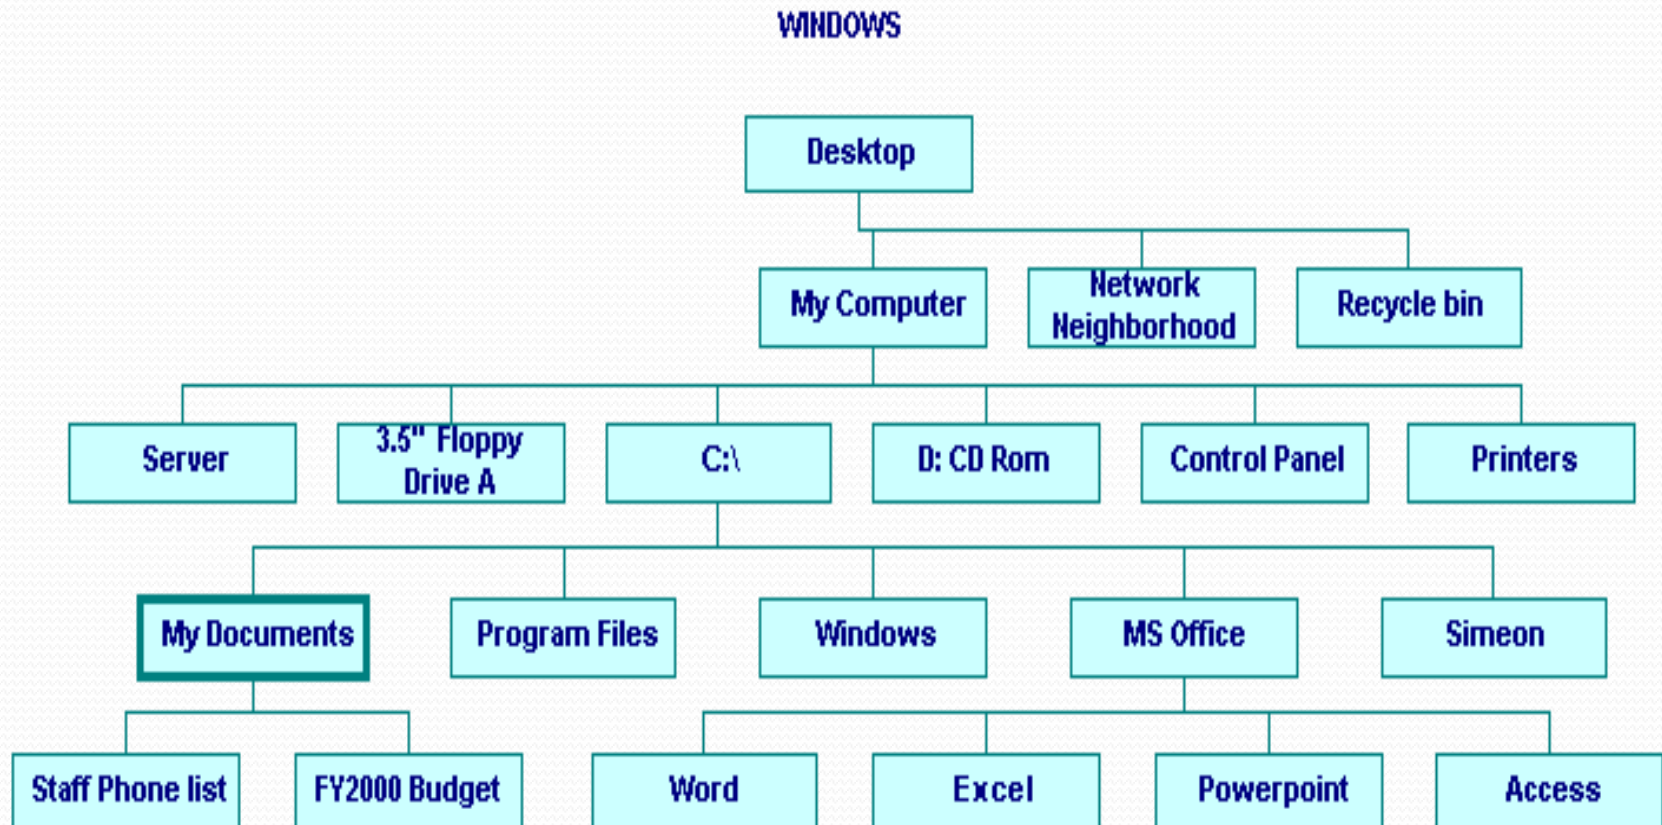 WINDOWS
Desktop
My Computer
Network
Neighborhood
Recycle bin
Server
3.5" Floppy
Drive A
C:\
D: CD Rom
Control Panel
Printers
My Documents
Program Files
Windows
MS Office
Simeon
Staff Phone list
FY2000 Budget
Word
Excel
Powerpoint
Access